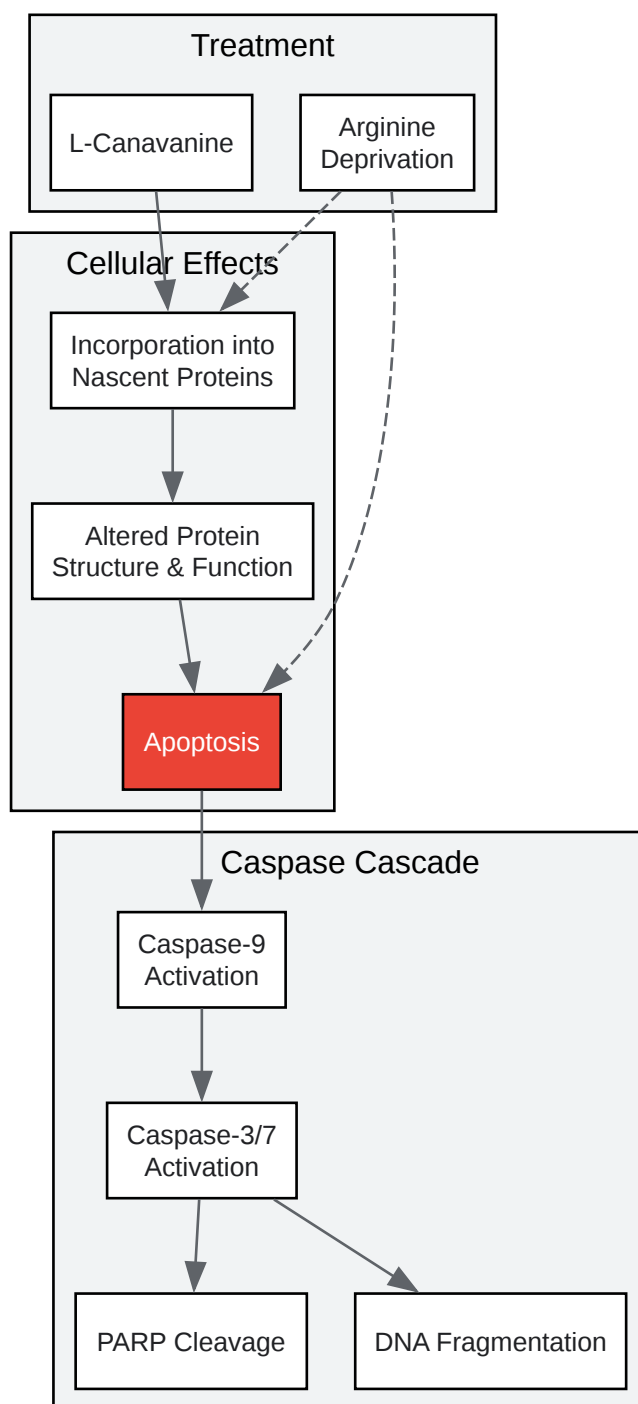 Treatment
L-Canavanine
Arginine
Deprivation
Cellular Effects
Incorporation into
Nascent Proteins
Altered Protein
Structure & Function
Apoptosis
Caspase Cascade
Caspase-9
Activation
Caspase-3/7
Activation
PARP Cleavage
DNA Fragmentation